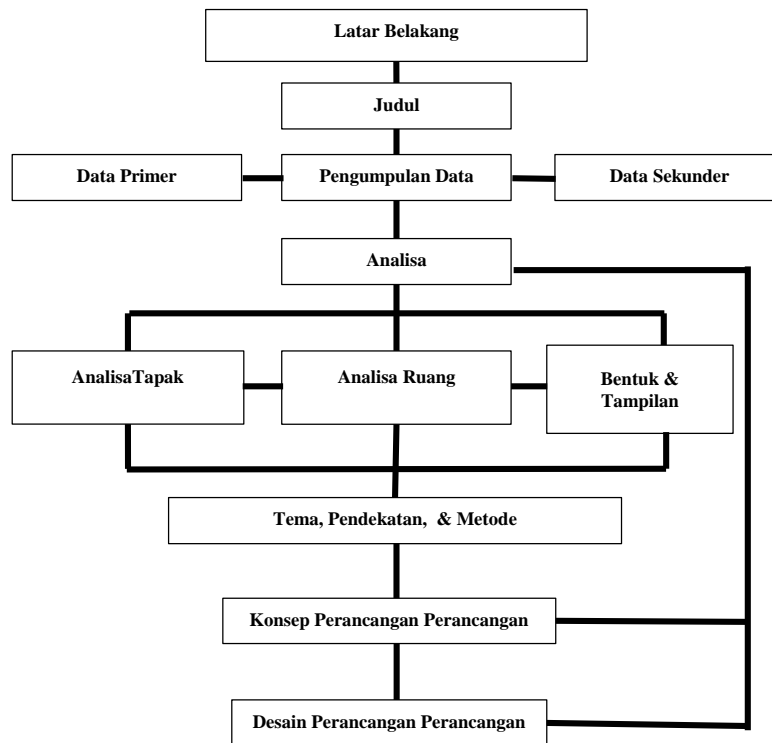 Latar Belakang
Judul
Data Primer
Pengumpulan Data
Data Sekunder
Analisa
AnalisaTapak
Analisa Ruang
Bentuk &
Tampilan
Tema, Pendekatan, & Metode
Konsep Perancangan Perancangan
Desain Perancangan Perancangan